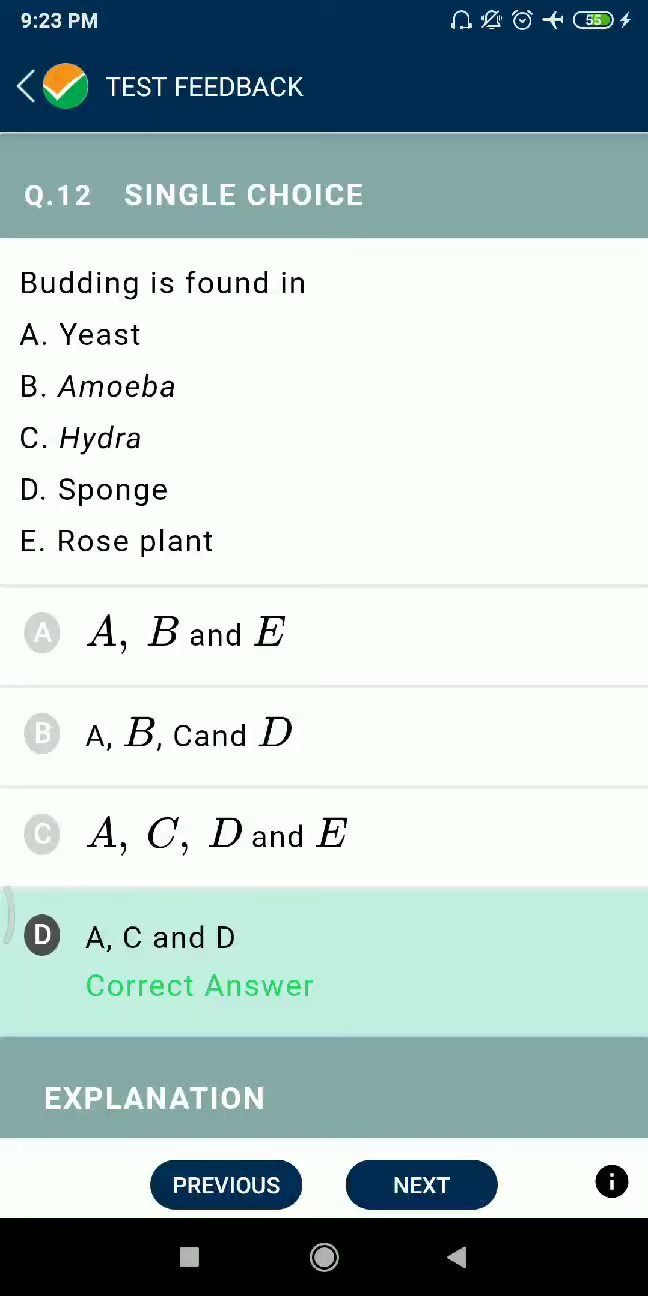 9:23 PM
55
TEST FEEDBACK
Q.12 SINGLE CHOICE
Budding is found in
A. Yeast
B. Amoeba
C. Hydra
D. Sponge
E. Rose plant
A A, B and E
B A, B, Cand D
C A, C, D and E
D A, C and D
Correct Answer
EXPLANATION
PREVIOUS NEXT